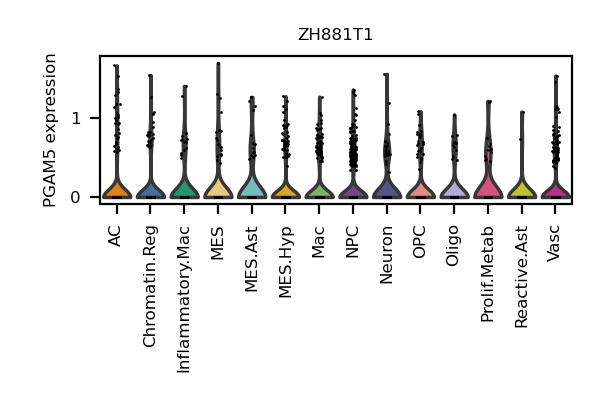 ZH881T1
PGAM5 expression
1
0
AC
Chromatin.Reg
Inflammatory.Mac
MES
MES.Ast
MES.Hyp
Mac
NPC
Neuron
OPC
Oligo
Prolif.Metab
Reactive.Ast
Vasc